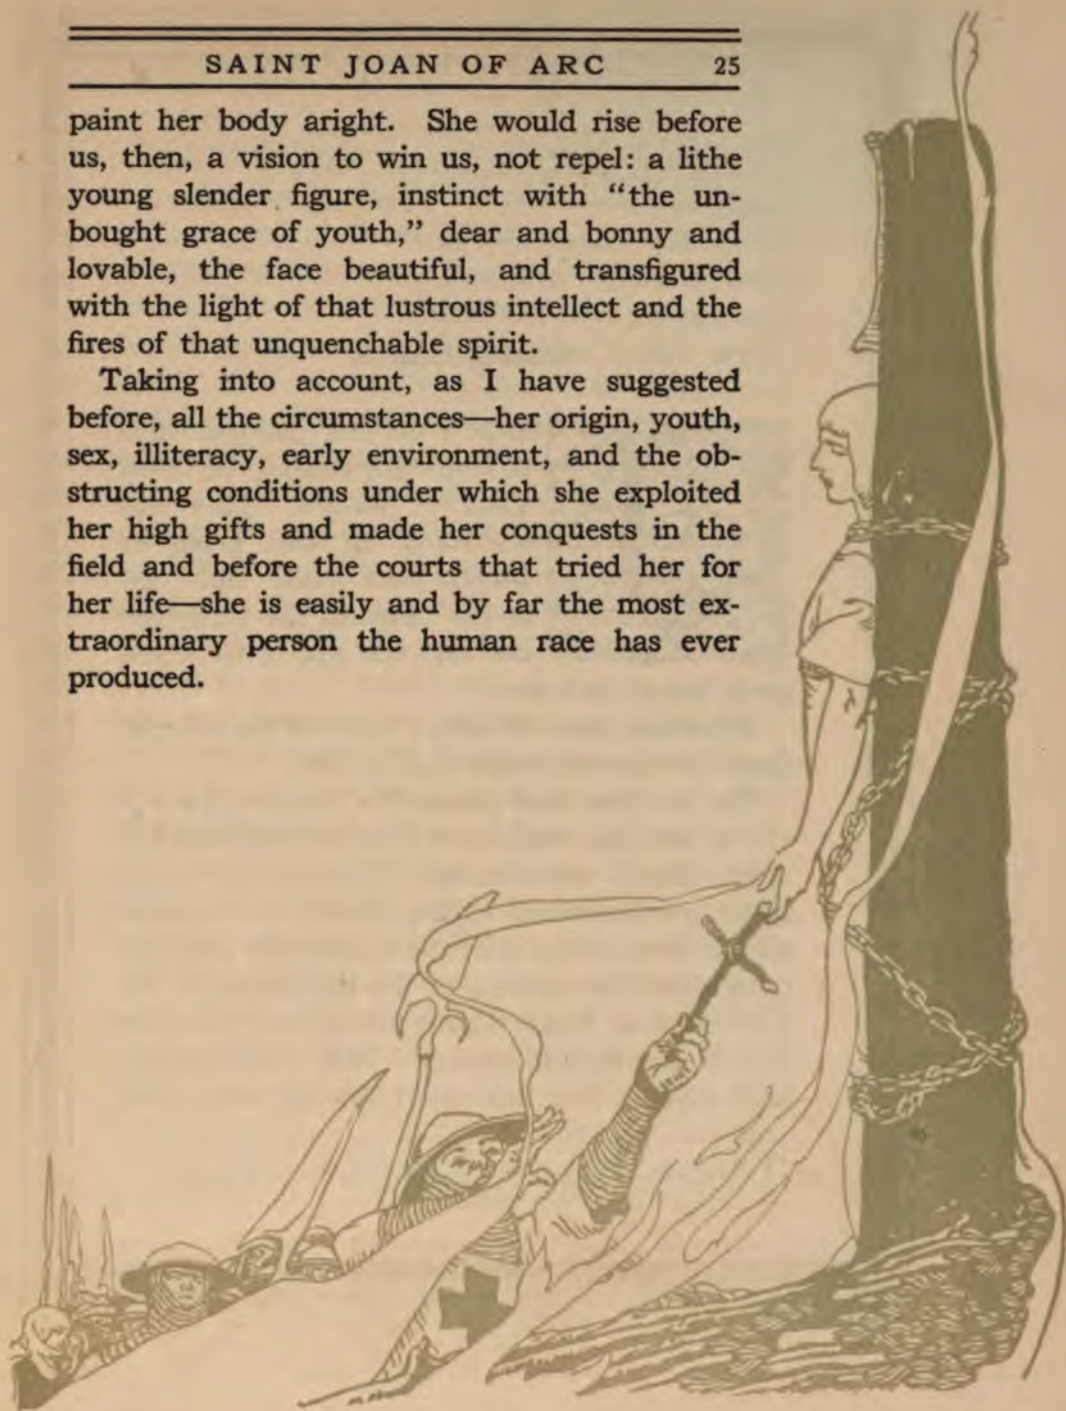 SAINT JOAN OF ARC 25
paint her body aright. She would rise before
us, then, a vision to win us, not repel: a lithe
young slender figure, instinct with “the un-
bought grace of youth,” dear and bonny and
lovable, the face beautiful, and transfigured
with the light of that lustrous intellect and the
fires of that unquenchable spirit.
Taking into account, as I have suggested
before, all the circumstances—her origin, youth,
sex, illiteracy, early environment, and the ob-
structing conditions under which she exploited
her high gifts and made her conquests in the
field and before the courts that tried her for
her life—she is easily and by far the most ex-
traordinary person the human race has ever
produced.